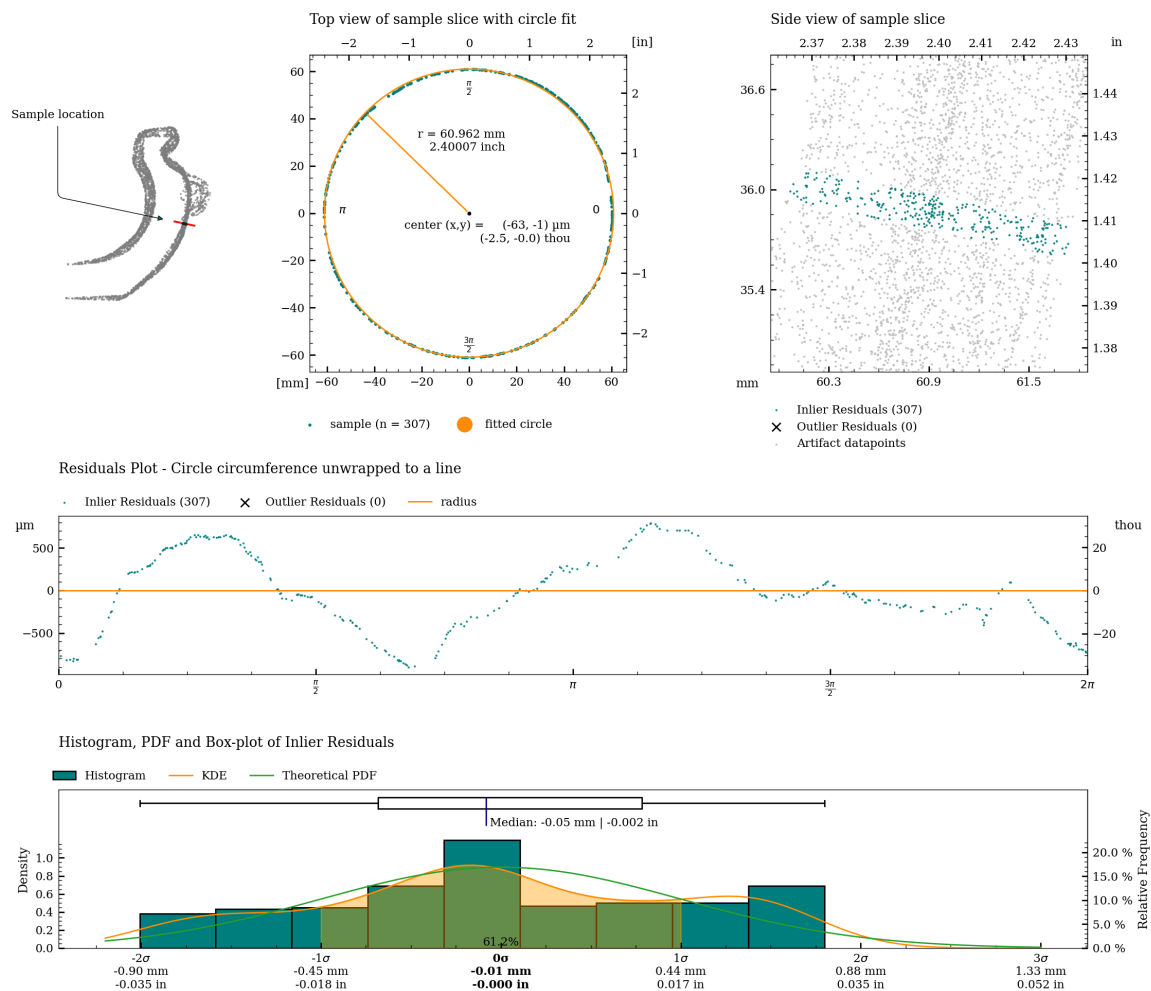 Top view of sample slice with circle fit
−2 −1 0 1 2 [in]
Side view of sample slice
2.37 2.38 2.39 2.40 2.41 2.42 2.43 in
Sample location
60
40
20
0
−20
−40
−60
π/2
r = 60.962 mm
2.40007 inch
π
0
center (x,y) = (-63, -1) µm
(-2.5, -0.0) thou
3π/2
2
1
0
−1
−2
[mm] −60 −40 −20 0 20 40 60
sample (n = 307)
fitted circle
36.6
36.0
35.4
1.44
1.43
1.42
1.41
1.40
1.39
1.38
mm 60.3 60.9 61.5
Inlier Residuals (307)
Outlier Residuals (0)
Artifact datapoints
Residuals Plot - Circle circumference unwrapped to a line
Inlier Residuals (307) Outlier Residuals (0) radius
µm
500
0
−500
thou
20
0
−20
0 π/2 π 3π/2 2π
Histogram, PDF and Box-plot of Inlier Residuals
Histogram KDE Theoretical PDF
Median: -0.05 mm | -0.002 in
Density
1.0
0.8
0.6
0.4
0.2
0.0
61.2%
Relative Frequency
20.0 %
15.0 %
10.0 %
5.0 %
0.0 %
-2σ -1σ 0σ 1σ 2σ 3σ
-0.90 mm -0.45 mm -0.01 mm 0.44 mm 0.88 mm 1.33 mm
-0.035 in -0.018 in -0.000 in 0.017 in 0.035 in 0.052 in